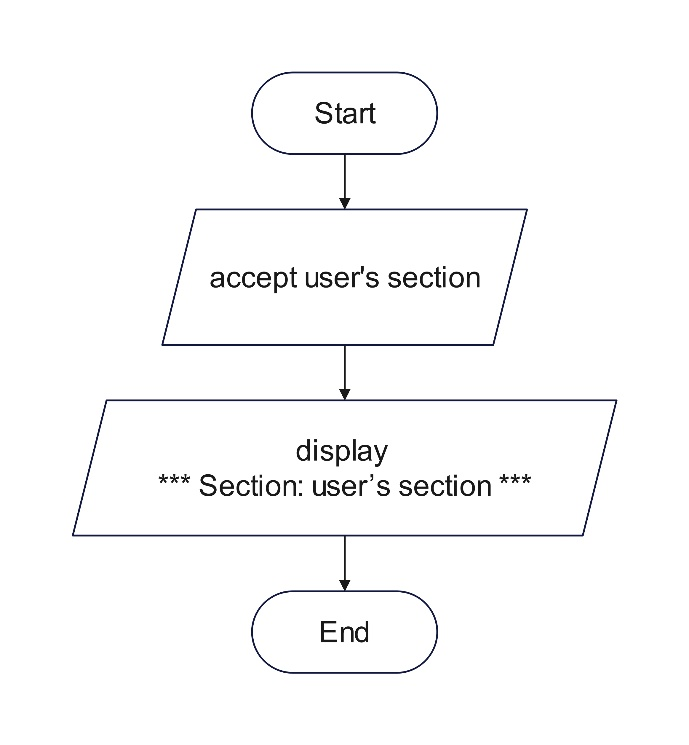 Start
accept user's section
display
*** Section: user’s section ***
End